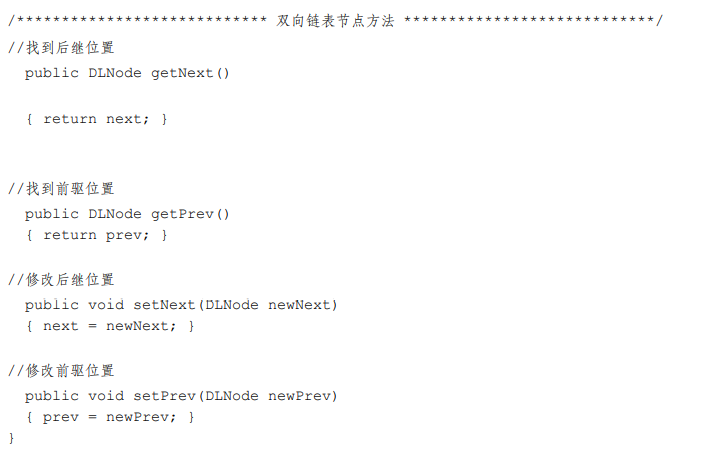 /**************************** 双向链表节点方法 ****************************/
//找到后继位置
public DLNode getNext()
{ return next; }
//找到前驱位置
public DLNode getPrev()
{ return prev; }
//修改后继位置
public void setNext(DLNode newNext)
{ next = newNext; }
//修改前驱位置
public void setPrev(DLNode newPrev)
{ prev = newPrev; }
}